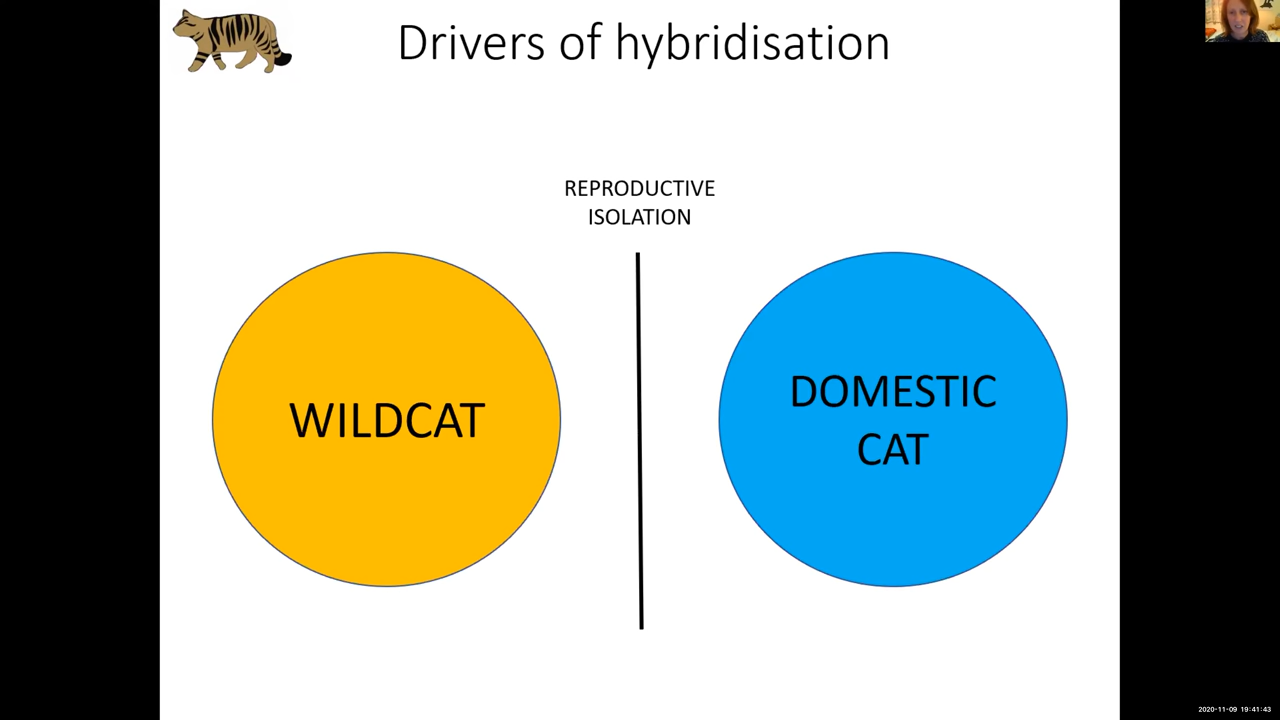 Drivers of hybridisation
REPRODUCTIVE
ISOLATION
WILDCAT
DOMESTIC
CAT
2020-11-09 19:41:43